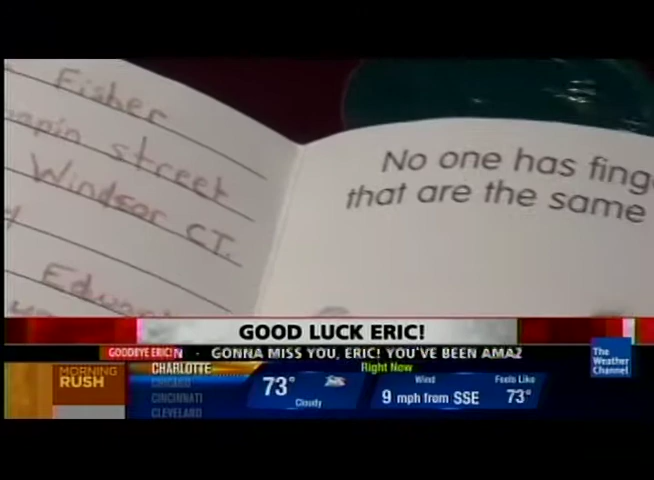 Fisher
street
Windsor CT.
No one has
that are the same
GOOD LUCK ERIC!
GOODBYE ERIC!
N · GONNA MISS YOU, ERIC! YOU'VE BEEN AMAZ
The
Weather
Channel
MORNING
RUSH
CHARLOTTE
CHICAGO
CINCINNATI
CLEVELAND
73°
Cloudy
Right Now
Wind
9 mph from SSE
Feels Like
73°